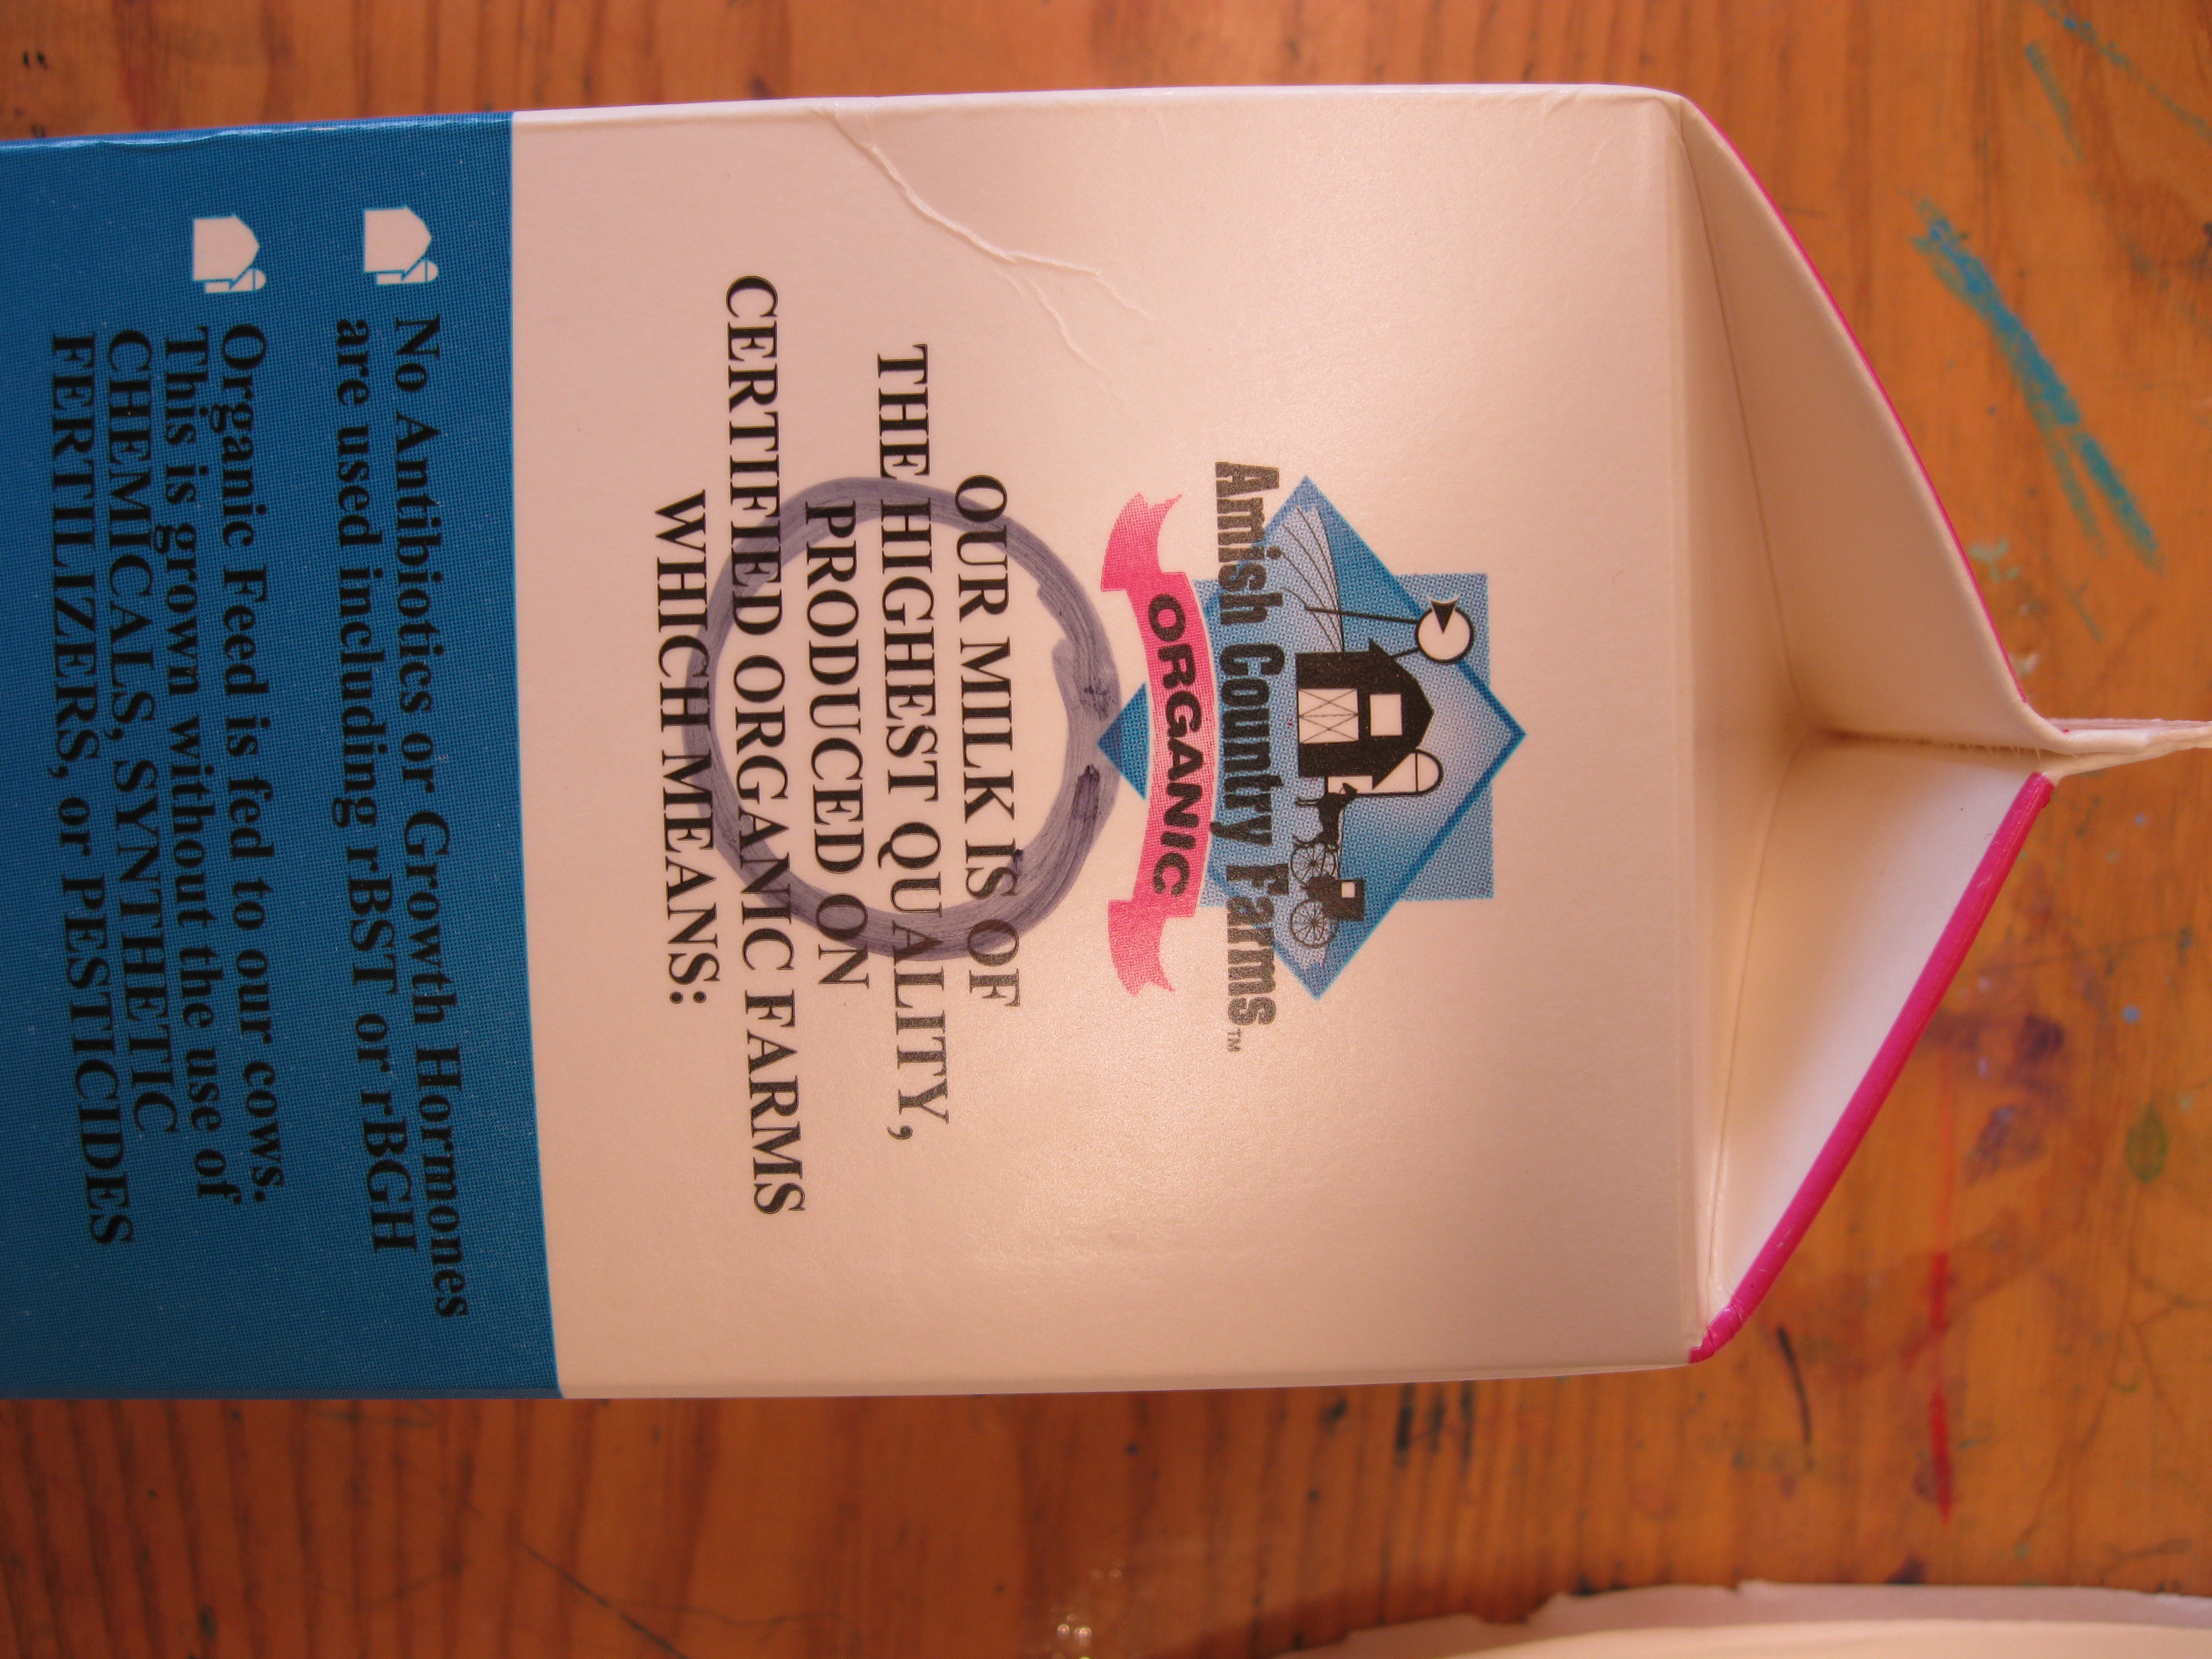 Amish Country Farms™
ORGANIC
OUR MILK IS OF
THE HIGHEST QUALITY,
PRODUCED ON
CERTIFIED ORGANIC FARMS
WHICH MEANS:
No Antibiotics or Growth Hormones
are used including rBST or rBGH
Organic Feed is fed to our cows.
This is grown without the use of
CHEMICALS, SYNTHETIC
FERTILIZERS, or PESTICIDES